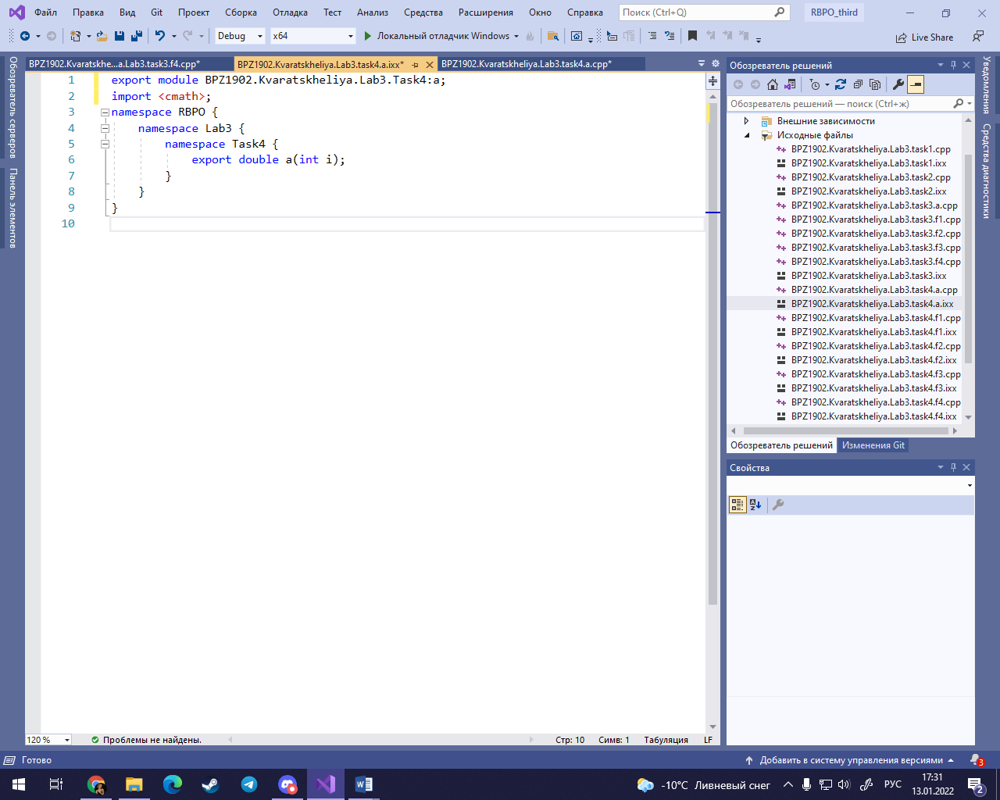 Файл Правка Вид Git Проект Сборка Отладка Тест Анализ Средства Расширения Окно Справка Поиск (Ctrl+Q) RBPO_third
Debug x64 Локальный отладчик Windows Live Share
Обозреватель серверов
Панель элементов
BPZ1902.Kvaratskhe...a.Lab3.task3.f4.cpp* BPZ1902.Kvaratskheliya.Lab3.task4.a.ixx* BPZ1902.Kvaratskheliya.Lab3.task4.a.cpp*
1 export module BPZ1902.Kvaratskheliya.Lab3.Task4:a;
2 import <cmath>;
3 namespace RBPO {
4 namespace Lab3 {
5 namespace Task4 {
6 export double a(int i);
7 }
8 }
9 }
10
120 % Проблемы не найдены. Стр: 10 Симв: 1 Табуляция LF
Обозреватель решений
Обозреватель решений — поиск (Ctrl+ж)
Внешние зависимости
Исходные файлы
BPZ1902.Kvaratskheliya.Lab3.task1.cpp
BPZ1902.Kvaratskheliya.Lab3.task1.ixx
BPZ1902.Kvaratskheliya.Lab3.task2.cpp
BPZ1902.Kvaratskheliya.Lab3.task2.ixx
BPZ1902.Kvaratskheliya.Lab3.task3.a.cpp
BPZ1902.Kvaratskheliya.Lab3.task3.f1.cpp
BPZ1902.Kvaratskheliya.Lab3.task3.f2.cpp
BPZ1902.Kvaratskheliya.Lab3.task3.f3.cpp
BPZ1902.Kvaratskheliya.Lab3.task3.f4.cpp
BPZ1902.Kvaratskheliya.Lab3.task3.ixx
BPZ1902.Kvaratskheliya.Lab3.task4.a.cpp
BPZ1902.Kvaratskheliya.Lab3.task4.a.ixx
BPZ1902.Kvaratskheliya.Lab3.task4.f1.cpp
BPZ1902.Kvaratskheliya.Lab3.task4.f1.ixx
BPZ1902.Kvaratskheliya.Lab3.task4.f2.cpp
BPZ1902.Kvaratskheliya.Lab3.task4.f2.ixx
BPZ1902.Kvaratskheliya.Lab3.task4.f3.cpp
BPZ1902.Kvaratskheliya.Lab3.task4.f3.ixx
BPZ1902.Kvaratskheliya.Lab3.task4.f4.cpp
BPZ1902.Kvaratskheliya.Lab3.task4.f4.ixx
Обозреватель решений Изменения Git
Свойства
Уведомления
Средства диагностики
Готово Добавить в систему управления версиями 3
-10°C Ливневый снег РУС 17:31
13.01.2022 2